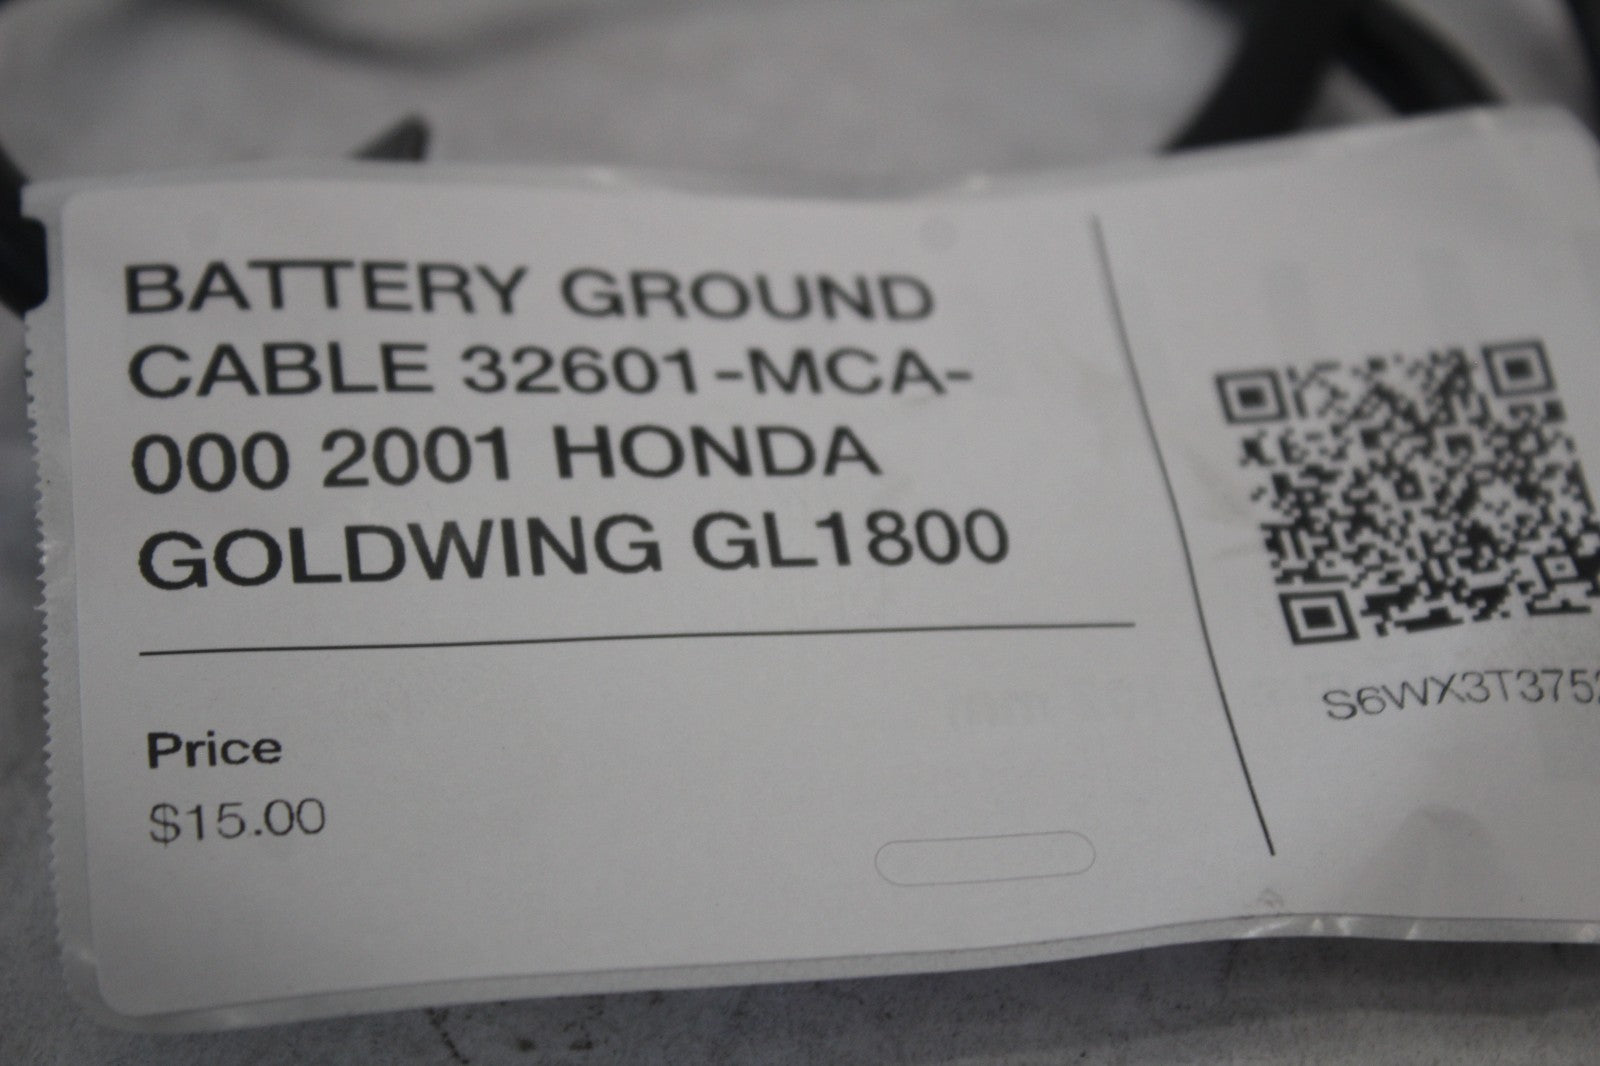 BATTERY GROUND
CABLE 32601-MCA-
000 2001 HONDA
GOLDWING GL1800
Price
$15.00
S6WX3T375